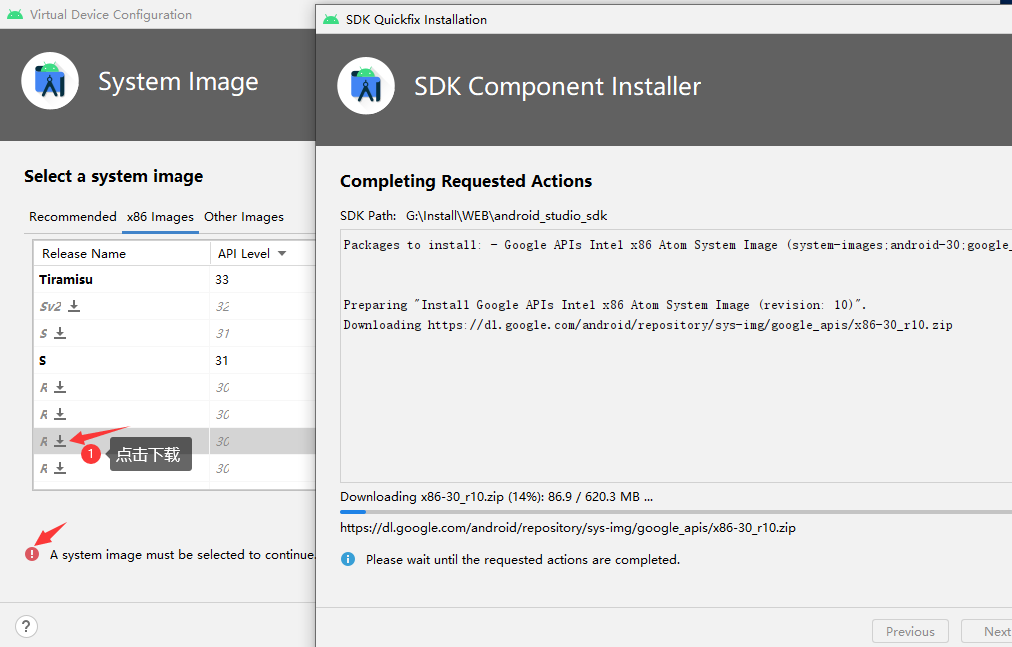 Virtual Device Configuration
System Image
Select a system image
Recommended x86 Images Other Images
Release Name API Level
Tiramisu 33
Sv2 32
S 31
S 31
R 30
R 30
R 30
1 点击下载
R 30
A system image must be selected to continue.
?
SDK Quickfix Installation
SDK Component Installer
Completing Requested Actions
SDK Path: G:\Install\WEB\android_studio_sdk
Packages to install: - Google APIs Intel x86 Atom System Image (system-images;android-30;google_
Preparing "Install Google APIs Intel x86 Atom System Image (revision: 10)".
Downloading https://dl.google.com/android/repository/sys-img/google_apis/x86-30_r10.zip
Downloading x86-30_r10.zip (14%): 86.9 / 620.3 MB ...
https://dl.google.com/android/repository/sys-img/google_apis/x86-30_r10.zip
Please wait until the requested actions are completed.
Previous Next